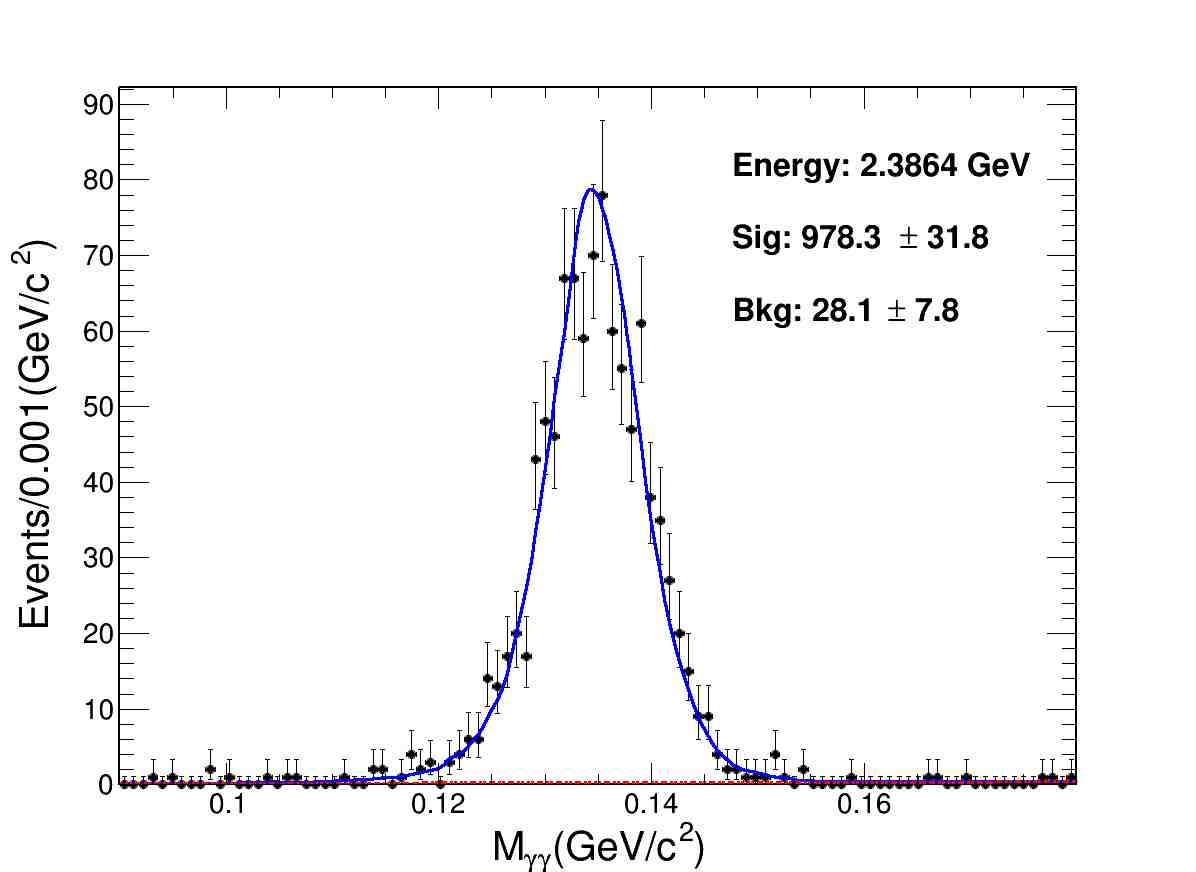 Energy: 2.3864 GeV
Sig: 978.3 ± 31.8
Bkg: 28.1 ± 7.8
Events/0.001(GeV/c²)
90
80
70
60
50
40
30
20
10
0
0.1 0.12 0.14 0.16
Mγγ(GeV/c²)